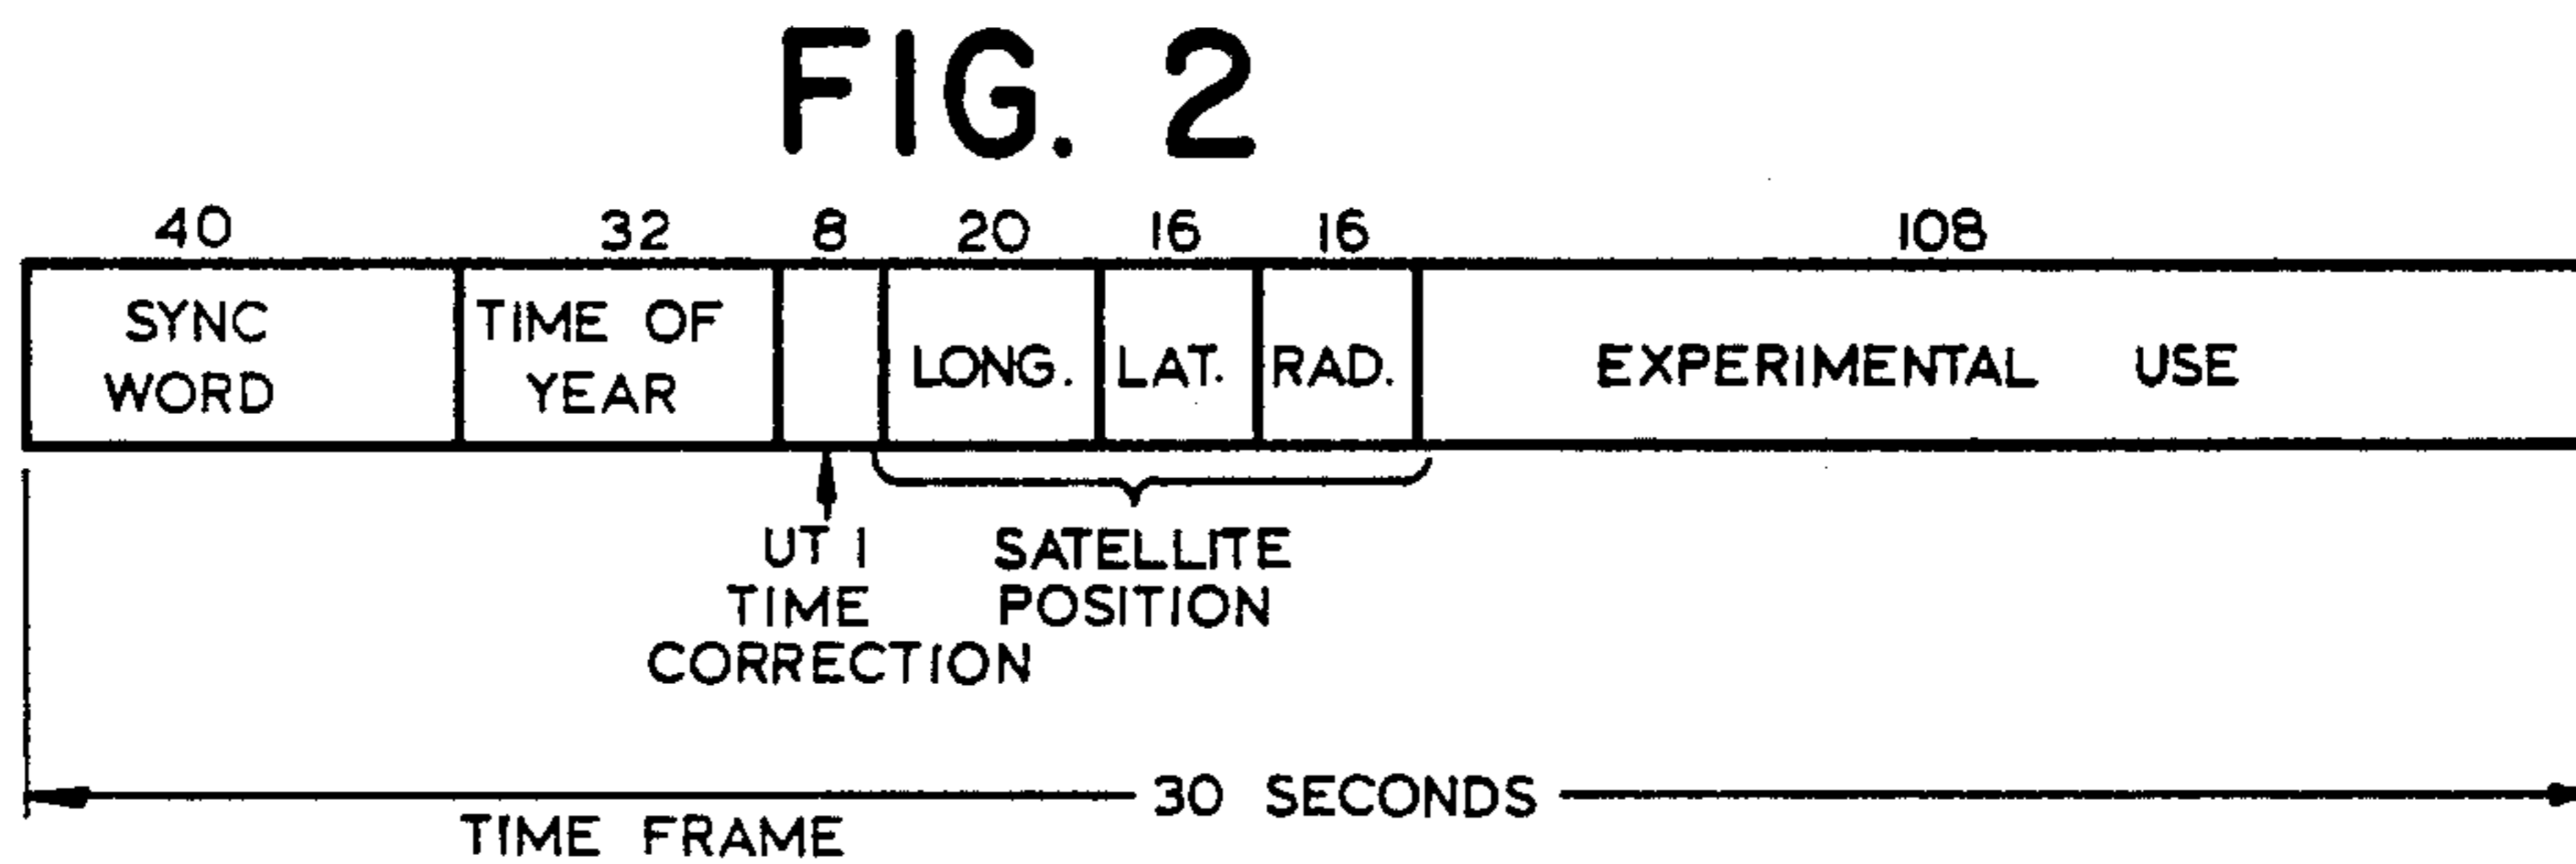 FIG. 2
40 32 8 20 16 16 108
SYNC WORD
TIME OF YEAR
LONG. LAT. RAD. EXPERIMENTAL USE
UT 1
TIME
CORRECTION
SATELLITE
POSITION
30 SECONDS
TIME FRAME